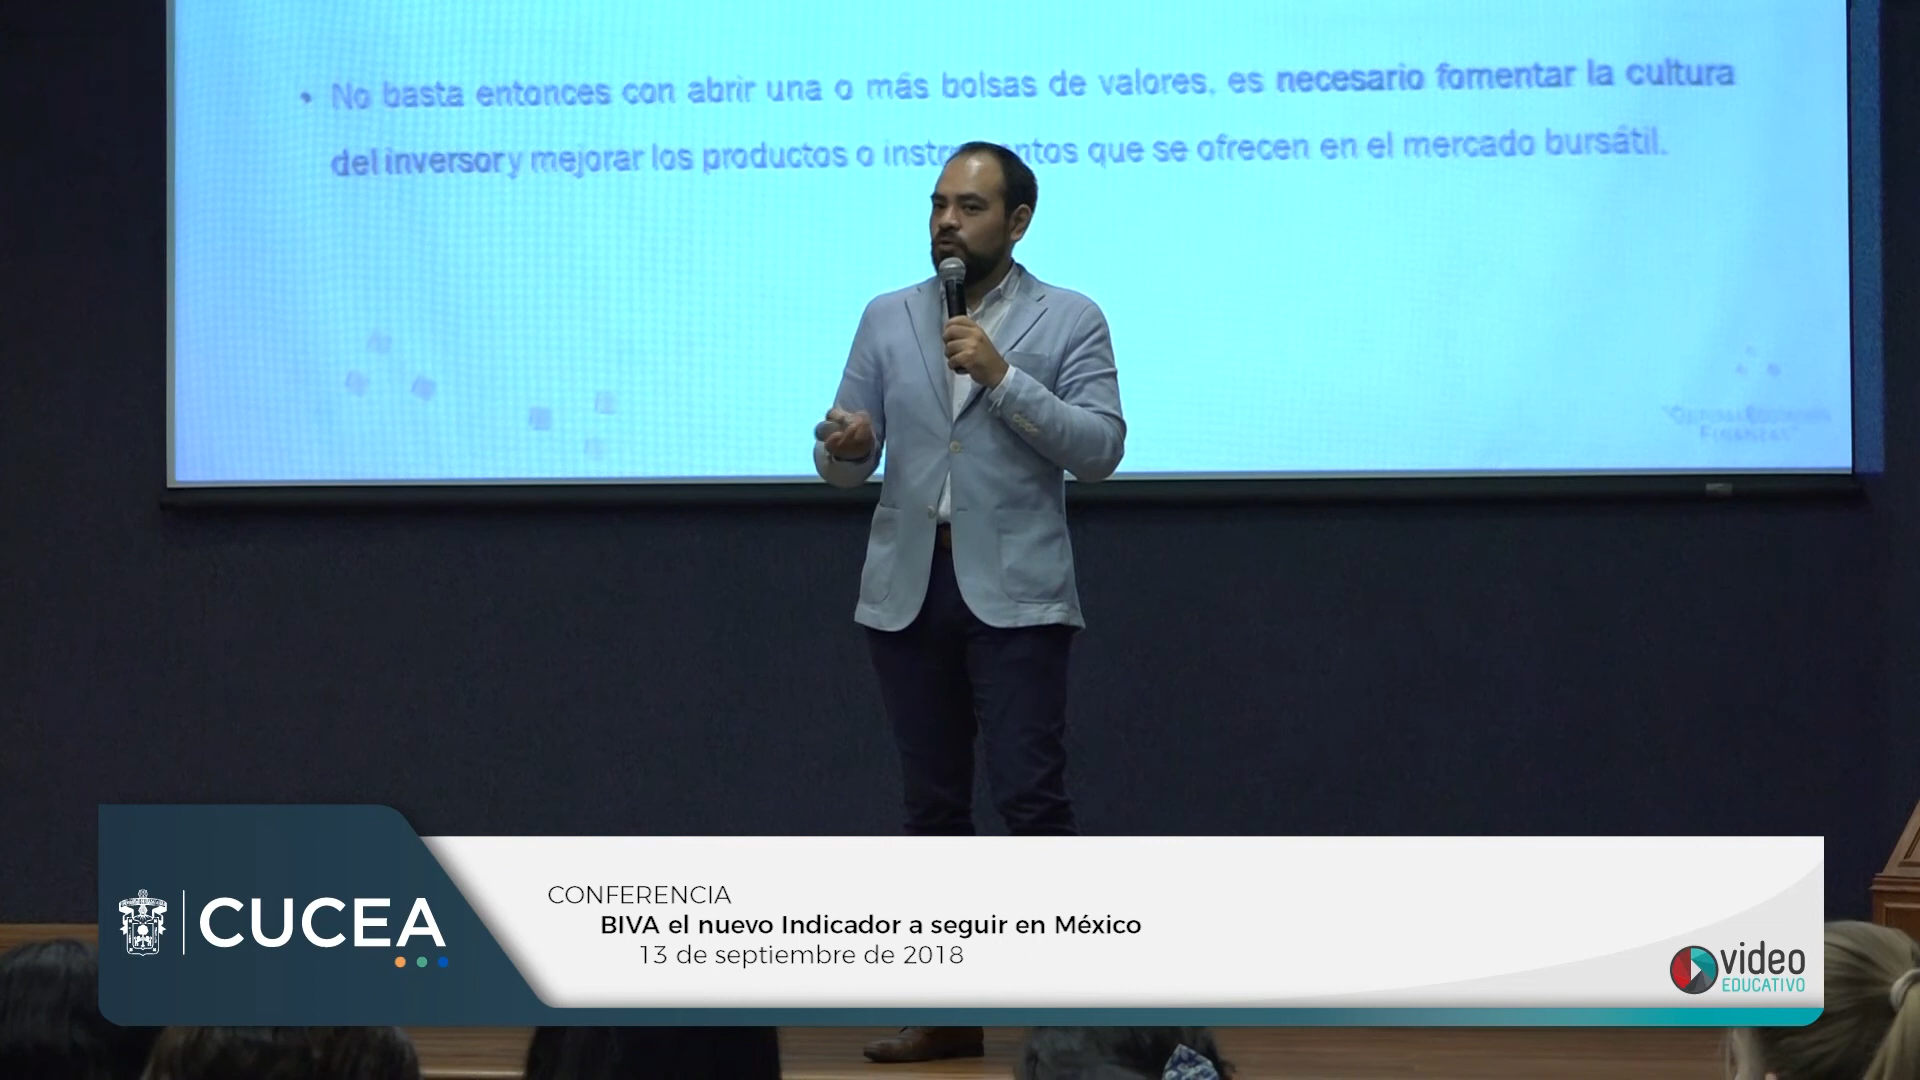 • No basta entonces con abrir una o más bolsas de valores, es necesario fomentar la cultura
del inversor y mejorar los productos o instrumentos que se ofrecen en el mercado bursátil.
CUCEA
CONFERENCIA
BIVA el nuevo Indicador a seguir en México
13 de septiembre de 2018
video
EDUCATIVO